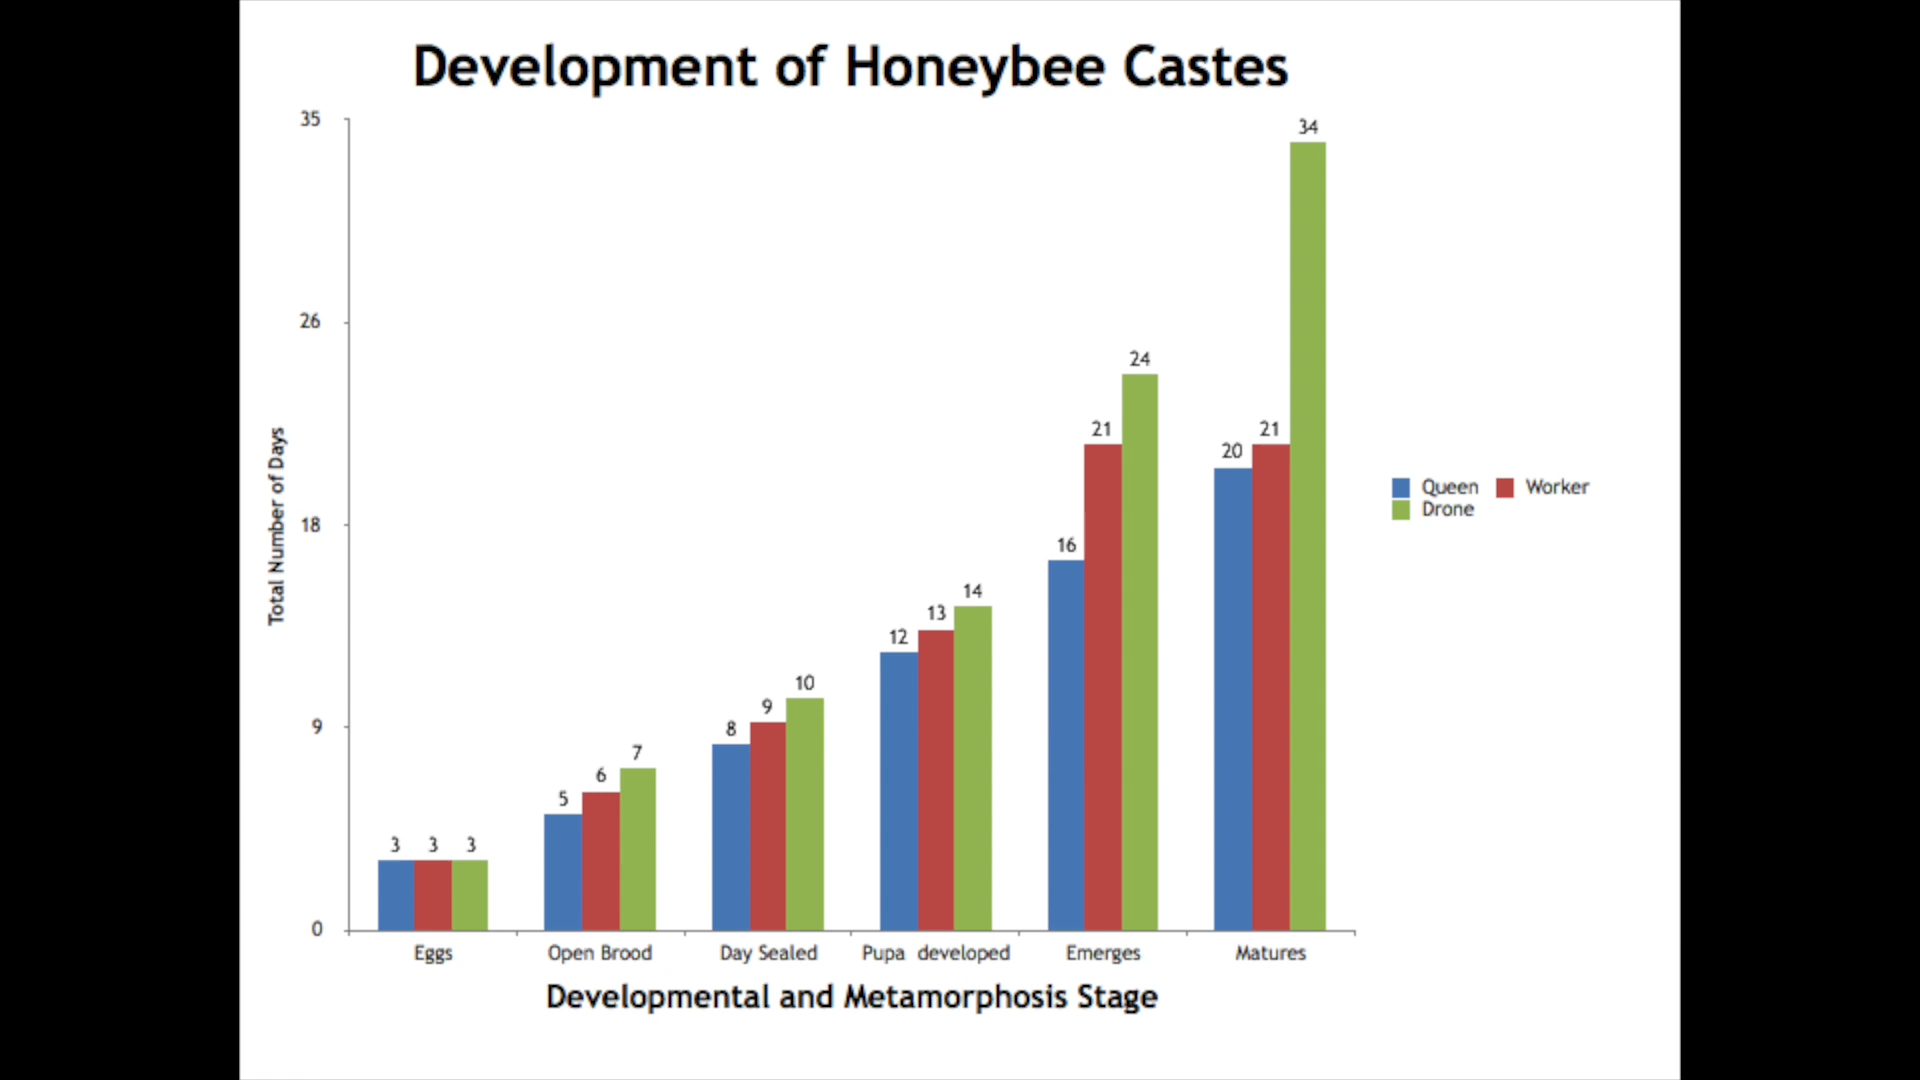 Development of Honeybee Castes
35
26
18
9
0
Total Number of Days
3 3 3
5 6 7
8 9 10
12 13 14
16 21 24
20 21 34
Eggs Open Brood Day Sealed Pupa developed Emerges Matures
Developmental and Metamorphosis Stage
Queen Worker
Drone